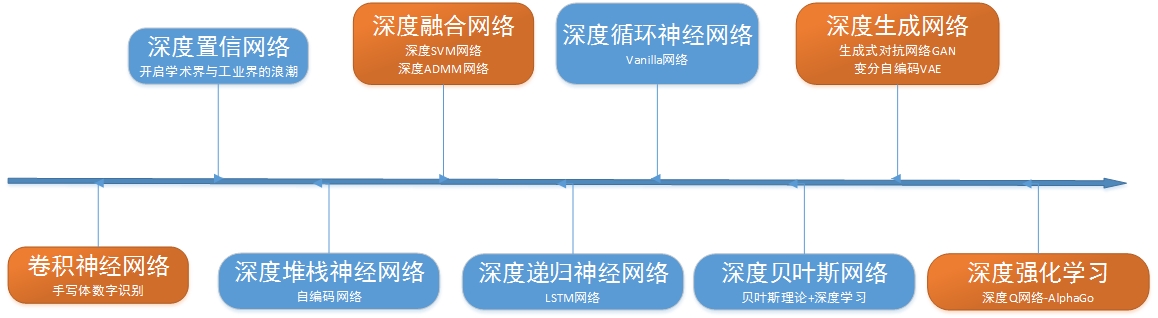 深度置信网络
开启学术界与工业界的浪潮
深度融合网络
深度SVM网络
深度ADMM网络
深度循环神经网络
Vanilla网络
深度生成网络
生成式对抗网络GAN
变分自编码VAE
卷积神经网络
手写体数字识别
深度堆栈神经网络
自编码网络
深度递归神经网络
LSTM网络
深度贝叶斯网络
贝叶斯理论+深度学习
深度强化学习
深度Q网络-AlphaGo